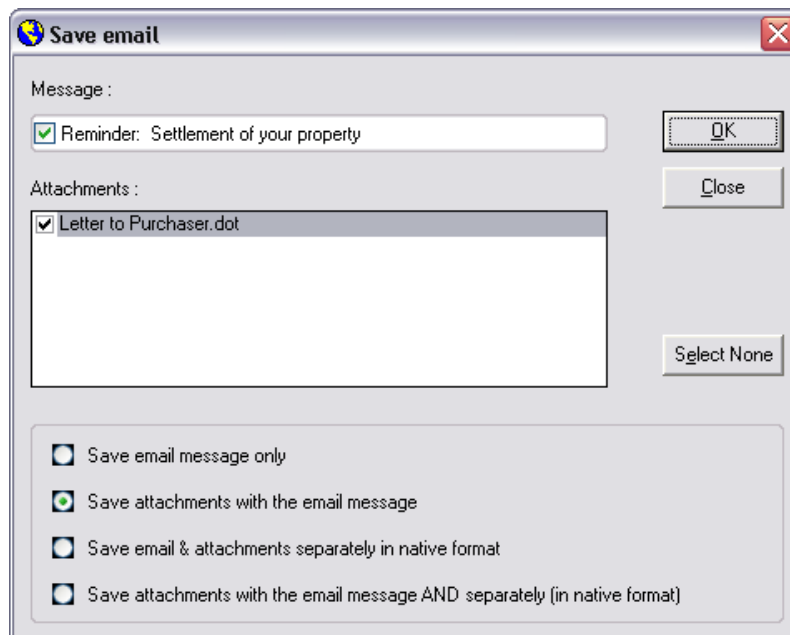 Save email
Message :
Reminder: Settlement of your property
OK
Attachments :
Close
Letter to Purchaser.dot
Select None
Save email message only
Save attachments with the email message
Save email & attachments separately in native format
Save attachments with the email message AND separately (in native format)